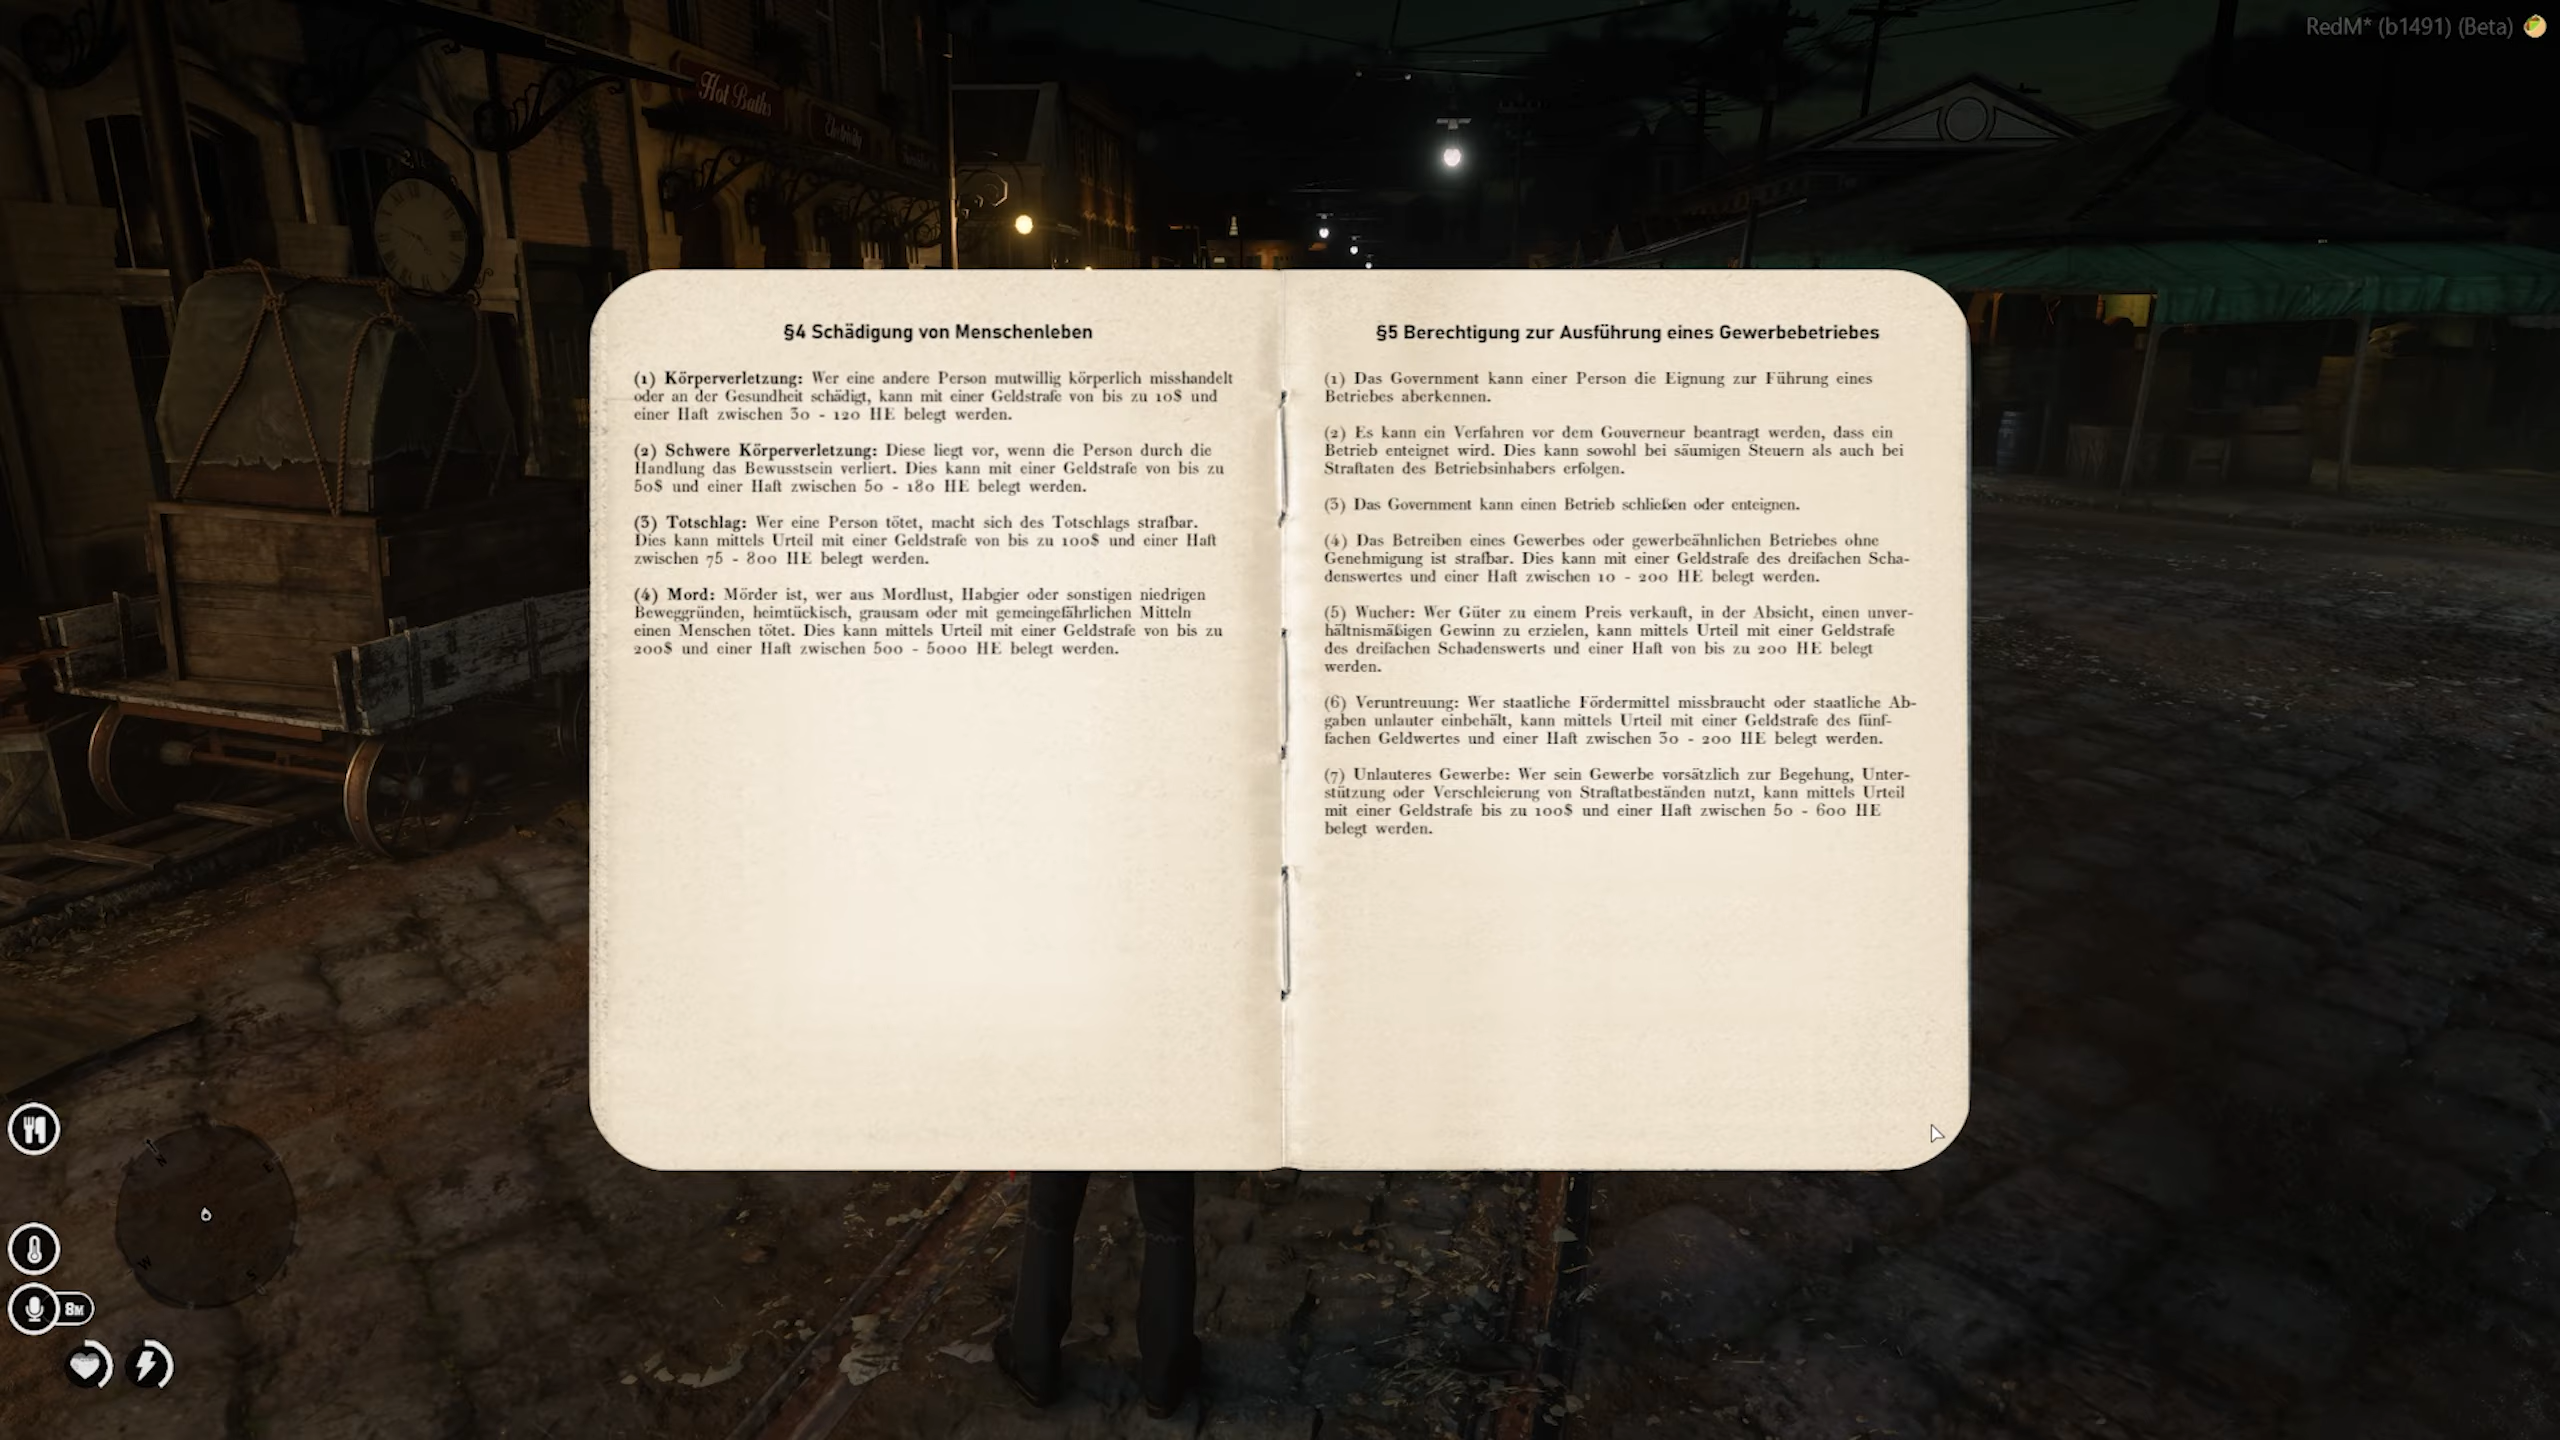 RedM* (b1491) (Beta)
Hot Baths
Electricity
§4 Schädigung von Menschenleben
(1) Körperverletzung: Wer eine andere Person mutwillig körperlich misshandelt
oder an der Gesundheit schädigt, kann mit einer Geldstrafe von bis zu 10$ und
einer Haft zwischen 30 - 120 HE belegt werden.
(2) Schwere Körperverletzung: Diese liegt vor, wenn die Person durch die
Handlung das Bewusstsein verliert. Dies kann mit einer Geldstrafe von bis zu
50$ und einer Haft zwischen 50 - 180 HE belegt werden.
(3) Totschlag: Wer eine Person tötet, macht sich des Totschlags strafbar.
Dies kann mittels Urteil mit einer Geldstrafe von bis zu 100$ und einer Haft
zwischen 75 - 800 HE belegt werden.
(4) Mord: Mörder ist, wer aus Mordlust, Habgier oder sonstigen niedrigen
Beweggründen, heimtückisch, grausam oder mit gemeingefährlichen Mitteln
einen Menschen tötet. Dies kann mittels Urteil mit einer Geldstrafe von bis zu
200$ und einer Haft zwischen 500 - 5000 HE belegt werden.
§5 Berechtigung zur Ausführung eines Gewerbebetriebes
(1) Das Government kann einer Person die Eignung zur Führung eines
Betriebes aberkennen.
(2) Es kann ein Verfahren vor dem Gouverneur beantragt werden, dass ein
Betrieb enteignet wird. Dies kann sowohl bei säumigen Steuern als auch bei
Straftaten des Betriebsinhabers erfolgen.
(3) Das Government kann einen Betrieb schließen oder enteignen.
(4) Das Betreiben eines Gewerbes oder gewerbeähnlichen Betriebes ohne
Genehmigung ist strafbar. Dies kann mit einer Geldstrafe des dreifachen Scha-
denswertes und einer Haft zwischen 10 - 200 HE belegt werden.
(5) Wucher: Wer Güter zu einem Preis verkauft, in der Absicht, einen unver-
hältnismäßigen Gewinn zu erzielen, kann mittels Urteil mit einer Geldstrafe
des dreifachen Schadenswerts und einer Haft von bis zu 200 HE belegt
werden.
(6) Veruntreuung: Wer staatliche Fördermittel missbraucht oder staatliche Ab-
gaben unlauter einbehält, kann mittels Urteil mit einer Geldstrafe des fünf-
fachen Geldwertes und einer Haft zwischen 30 - 200 HE belegt werden.
(7) Unlauteres Gewerbe: Wer sein Gewerbe vorsätzlich zur Begehung, Unter-
stützung oder Verschleierung von Straftatbeständen nutzt, kann mittels Urteil
mit einer Geldstrafe bis zu 100$ und einer Haft zwischen 50 - 600 HE
belegt werden.
N
E
W
S
8M